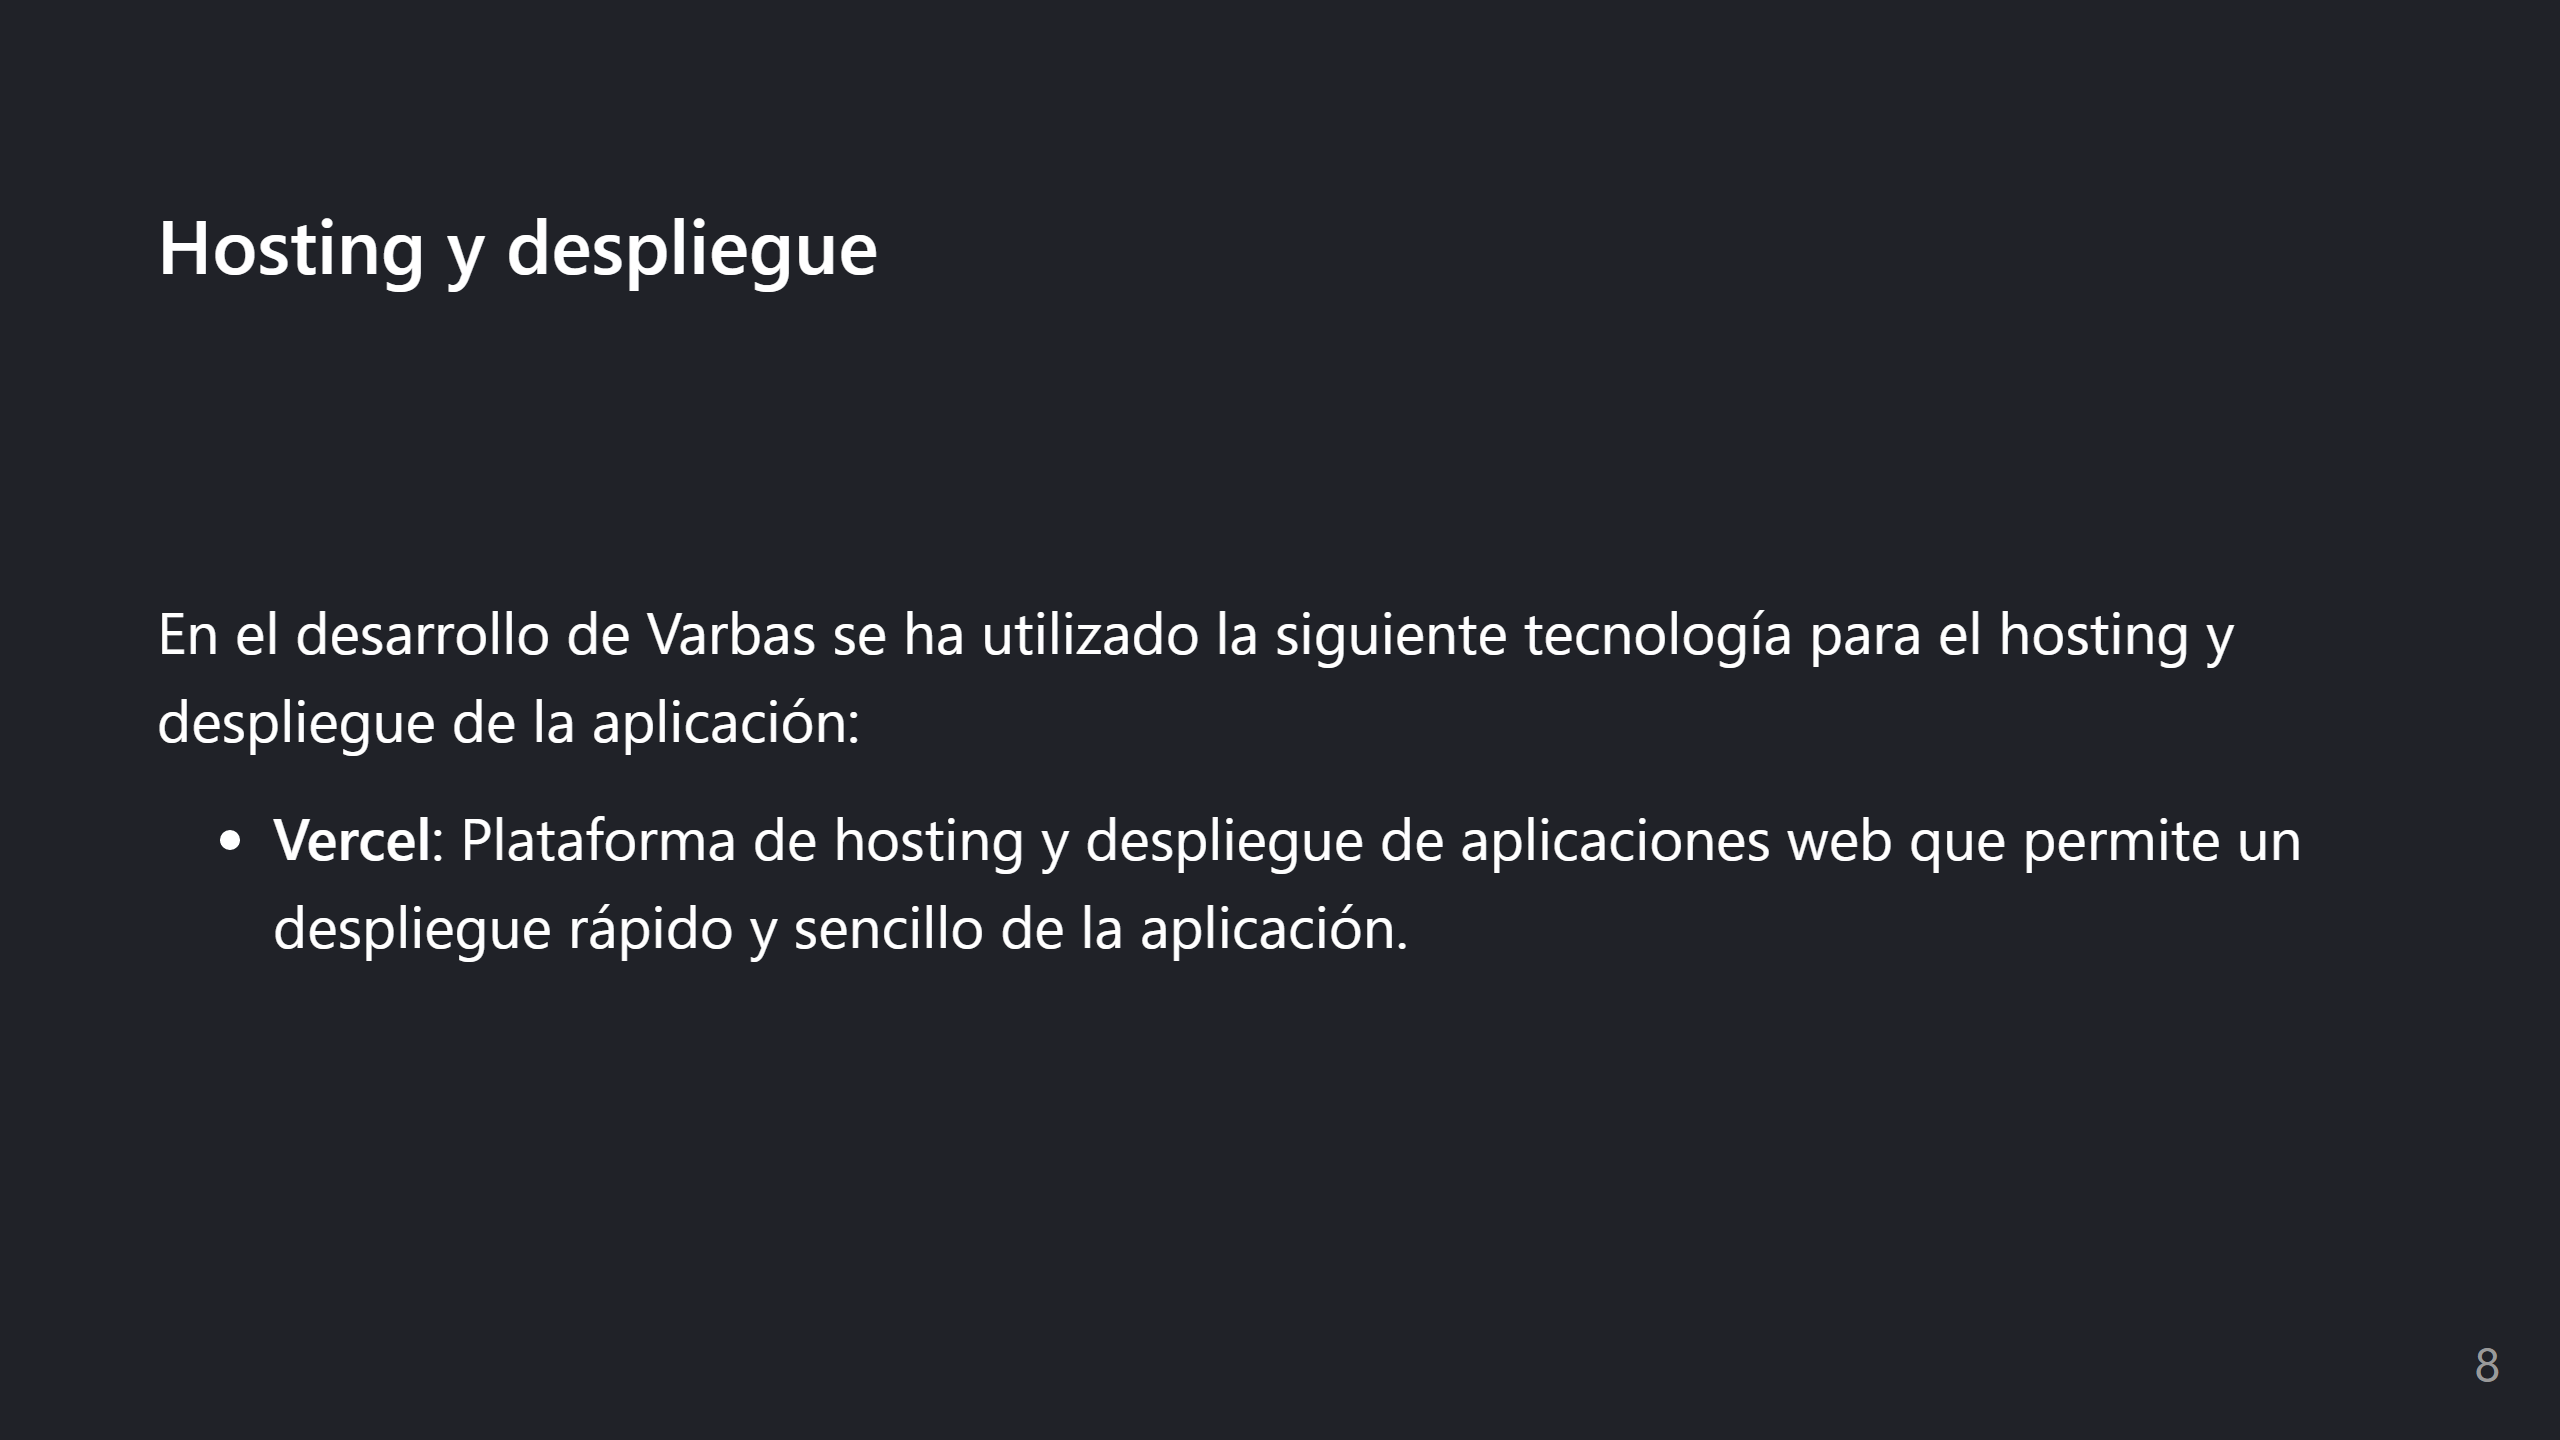 Hosting y despliegue
En el desarrollo de Varbas se ha utilizado la siguiente tecnología para el hosting y
despliegue de la aplicación:
• Vercel: Plataforma de hosting y despliegue de aplicaciones web que permite un
despliegue rápido y sencillo de la aplicación.
8